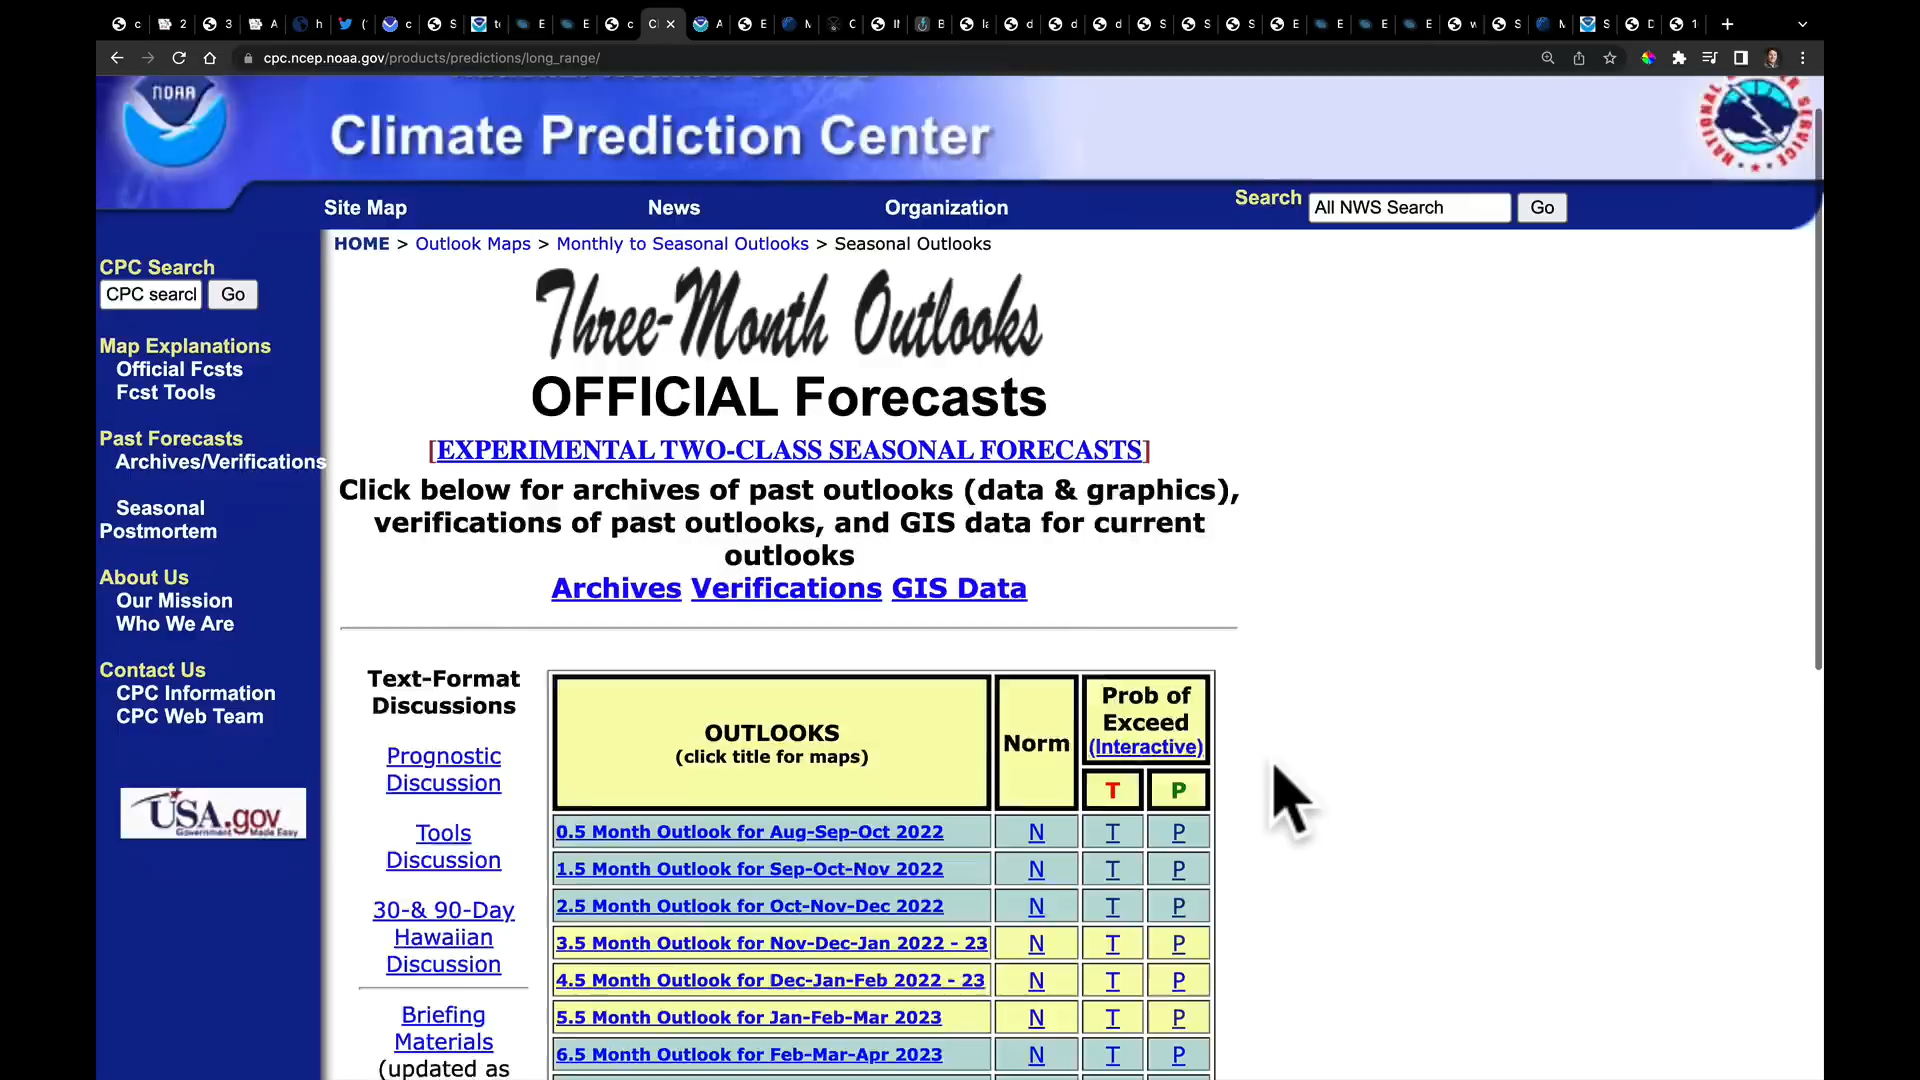 c
2
3
A
h
(
c
S
t
E
E
c
C
A
E
M
C
II
E
la
d
d
d
S
S
S
E
E
E
E
w
S
M
S
D
1
cpc.ncep.noaa.gov/products/predictions/long_range/
NOAA
Climate Prediction Center
Site Map
News
Organization
Search
All NWS Search
Go
HOME > Outlook Maps > Monthly to Seasonal Outlooks > Seasonal Outlooks
CPC Search
CPC search
Go
Map Explanations
Official Fcsts
Fcst Tools
Past Forecasts
Archives/Verifications
Seasonal
Postmortem
About Us
Our Mission
Who We Are
Contact Us
CPC Information
CPC Web Team
USA.gov
Government Made Easy
Three-Month Outlooks
OFFICIAL Forecasts
[EXPERIMENTAL TWO-CLASS SEASONAL FORECASTS]
Click below for archives of past outlooks (data & graphics),
verifications of past outlooks, and GIS data for current
outlooks
Archives Verifications GIS Data
Text-Format
Discussions
Prognostic
Discussion
Tools
Discussion
30-& 90-Day
Hawaiian
Discussion
Briefing
Materials
(updated as
OUTLOOKS
(click title for maps)
Norm
Prob of
Exceed
(Interactive)
T P
0.5 Month Outlook for Aug-Sep-Oct 2022 N T P
1.5 Month Outlook for Sep-Oct-Nov 2022 N T P
2.5 Month Outlook for Oct-Nov-Dec 2022 N T P
3.5 Month Outlook for Nov-Dec-Jan 2022 - 23 N T P
4.5 Month Outlook for Dec-Jan-Feb 2022 - 23 N T P
5.5 Month Outlook for Jan-Feb-Mar 2023 N T P
6.5 Month Outlook for Feb-Mar-Apr 2023 N T P